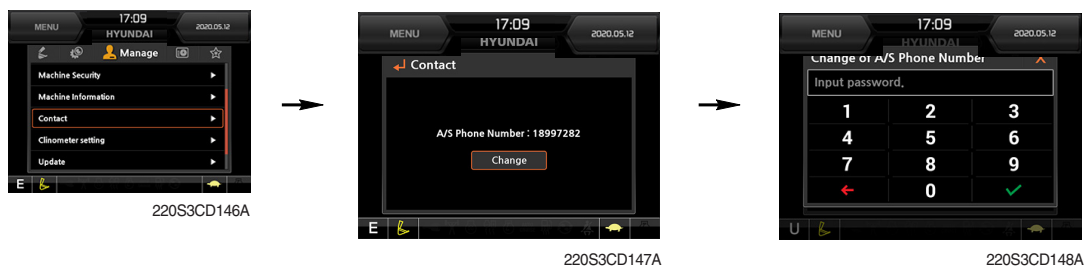 MENU
17:09
HYUNDAI
2020.05.12
Manage
Machine Security
Machine Information
Contact
Clinometer setting
Update
E
220S3CD146A
MENU
17:09
HYUNDAI
2020.05.12
Contact
A/S Phone Number : 18997282
Change
E
220S3CD147A
MENU
17:09
HYUNDAI
2020.05.12
Change of A/S Phone Number X
Input password.
1 2 3
4 5 6
7 8 9
0
U
220S3CD148A